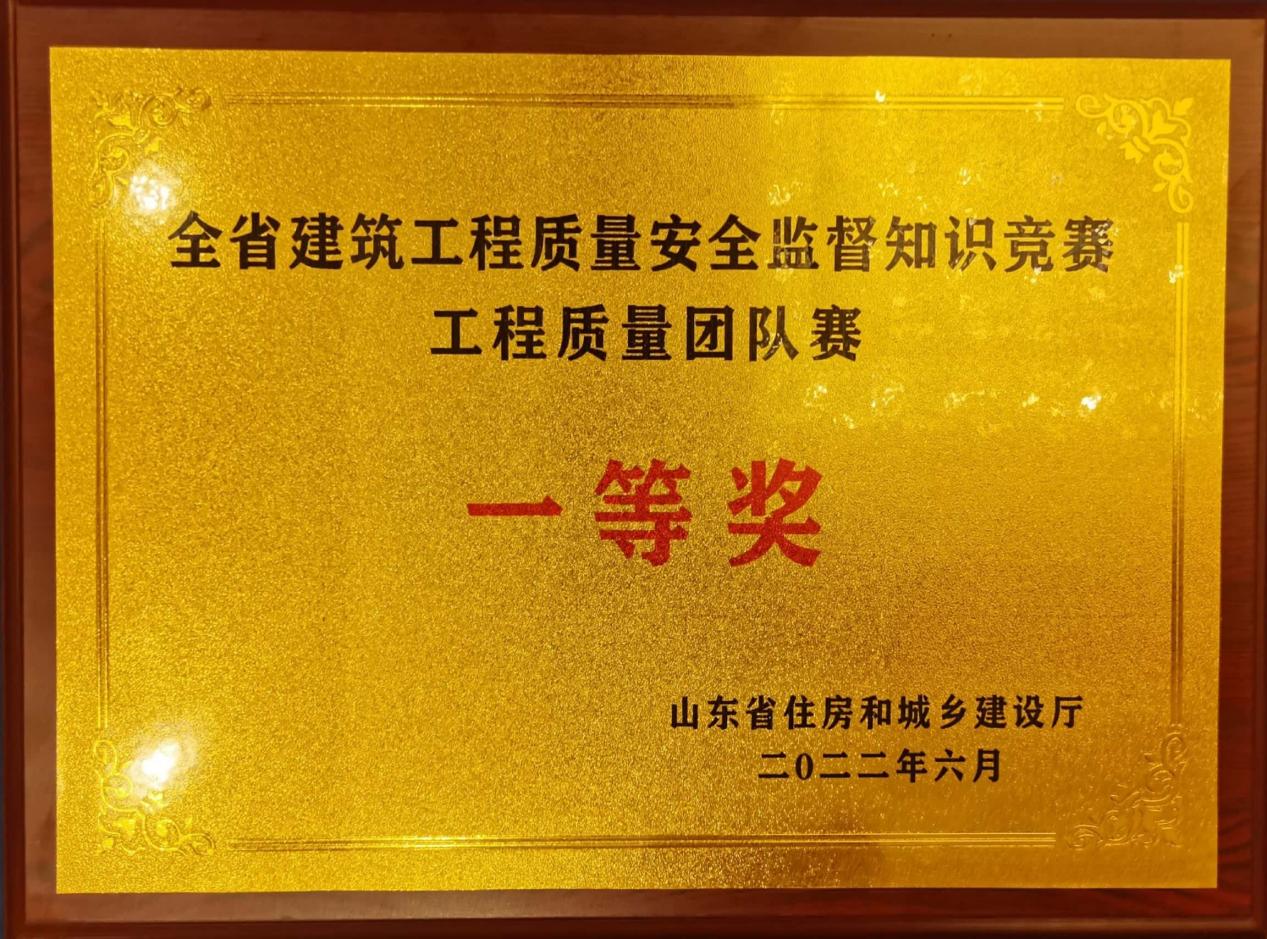 全省建筑工程质量安全监督知识竞赛
工程质量团队赛
一等奖
山东省住房和城乡建设厅
二0二二年六月